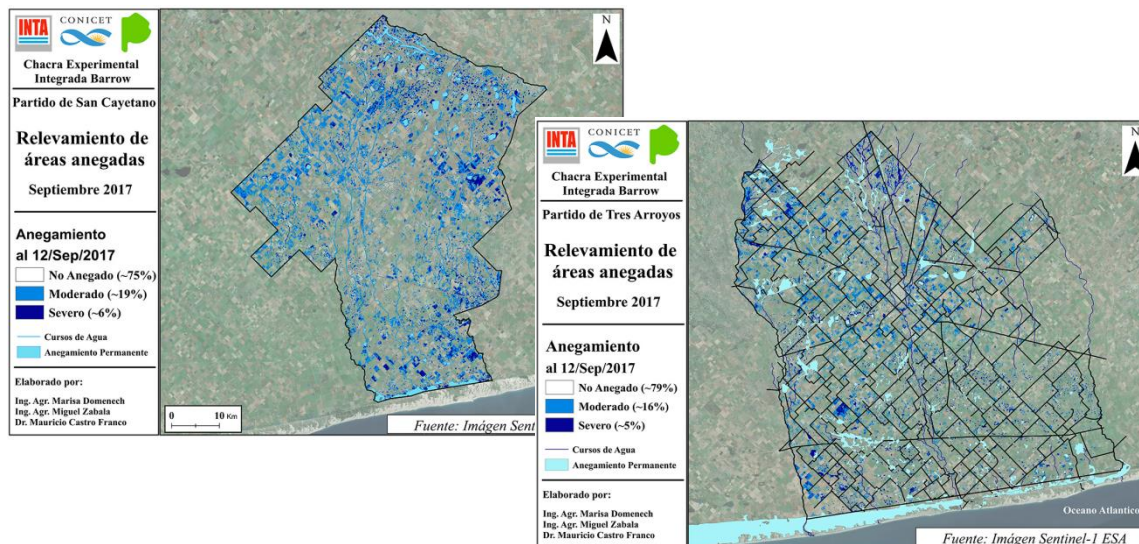 INTA
CONICET
Chacra Experimental
Integrada Barrow
Partido de San Cayetano
Relevamiento de
áreas anegadas
Septiembre 2017
Anegamiento
al 12/Sep/2017
No Anegado (~75%)
Moderado (~19%)
Severo (~6%)
Cursos de Agua
Anegamiento Permanente
Elaborado por:
Ing. Agr. Marisa Domenech
Ing. Agr. Miguel Zabala
Dr. Mauricio Castro Franco
N
0 10 Km
Fuente: Imágen Sent
INTA
CONICET
Chacra Experimental
Integrada Barrow
Partido de Tres Arroyos
Relevamiento de
áreas anegadas
Septiembre 2017
Anegamiento
al 12/Sep/2017
No Anegado (~79%)
Moderado (~16%)
Severo (~5%)
Cursos de Agua
Anegamiento Permanente
Elaborado por:
Ing. Agr. Marisa Domenech
Ing. Agr. Miguel Zabala
Dr. Mauricio Castro Franco
N
Oceano Atlantico
Fuente: Imágen Sentinel-1 ESA